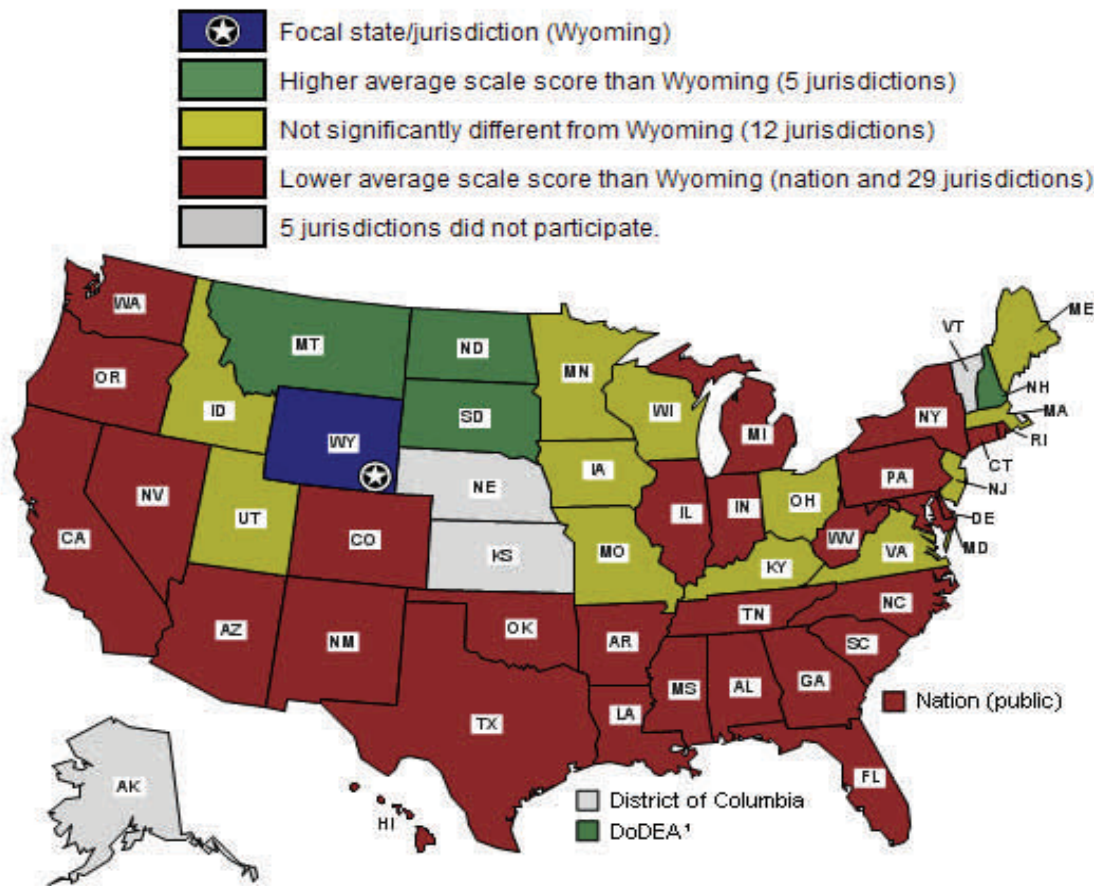 Focal state/jurisdiction (Wyoming)
Higher average scale score than Wyoming (5 jurisdictions)
Not significantly different from Wyoming (12 jurisdictions)
Lower average scale score than Wyoming (nation and 29 jurisdictions)
5 jurisdictions did not participate.
WA
MT
ND
MN
VT
ME
OR
ID
SD
WI
NH
MA
NY
MI
RI
WY
CT
IA
PA
NJ
NE
NV
OH
IL
IN
DE
UT
CO
WV
MD
CA
KS
MO
VA
KY
NC
TN
AZ
NM
OK
AR
SC
MS
AL
GA
Nation (public)
LA
TX
FL
AK
District of Columbia
HI
DoDEA¹